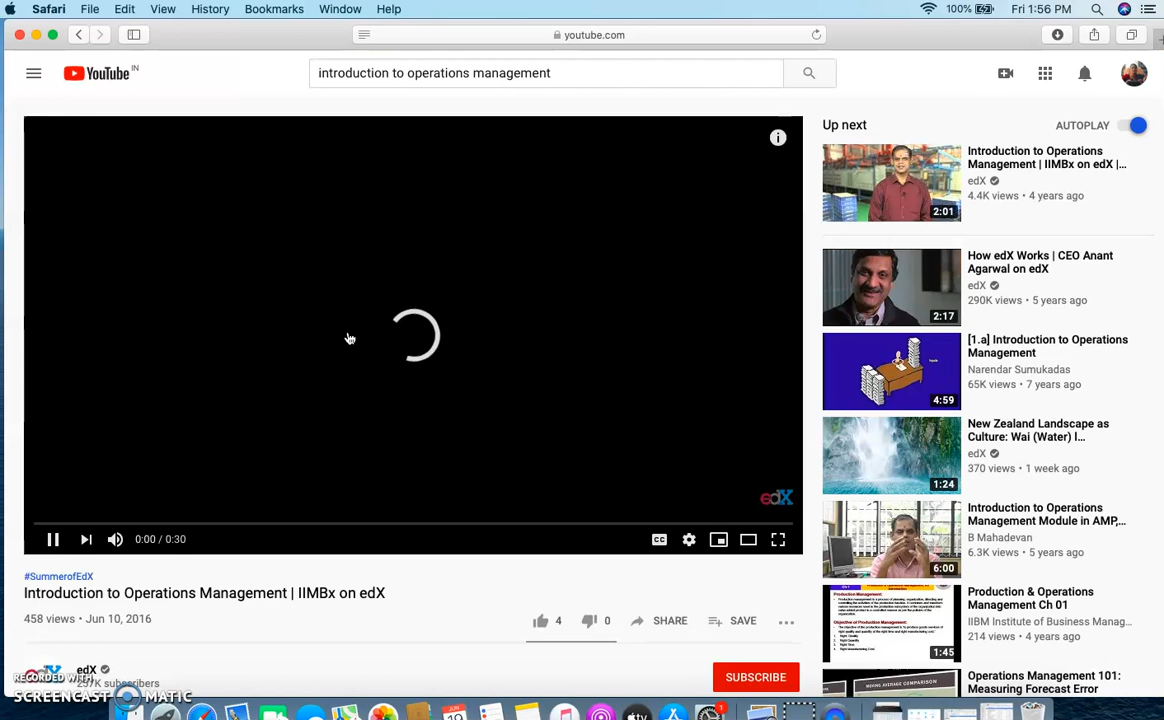 Safari File Edit View History Bookmarks Window Help 100% Fri 1:56 PM
youtube.com
YouTube IN introduction to operations management
Up next AUTOPLAY
Introduction to Operations
Management | IIMBx on edX |...
edX
4.4K views • 4 years ago
2:01
How edX Works | CEO Anant
Agarwal on edX
edX
290K views • 5 years ago
2:17
[1.a] Introduction to Operations
Management
Narendar Sumukadas
65K views • 7 years ago
4:59
New Zealand Landscape as
Culture: Wai (Water) I...
edX
370 views • 1 week ago
1:24
Introduction to Operations
Management Module in AMP,...
B Mahadevan
6.3K views • 5 years ago
6:00
Production & Operations
Management Ch 01
IIBM Institute of Business Manag...
214 views • 4 years ago
1:45
Operations Management 101:
Measuring Forecast Error
MOVING AVERAGE COMPARISON
edX
0:00 / 0:30 CC
#SummerofEdX
Introduction to Operations Management | IIMBx on edX
458 views • Jun 10, 2016 4 0 SHARE SAVE
edX
subscribers
SUBSCRIBE
RECORDED WITH
SCREENCAST MATIC
JUN
1
tv